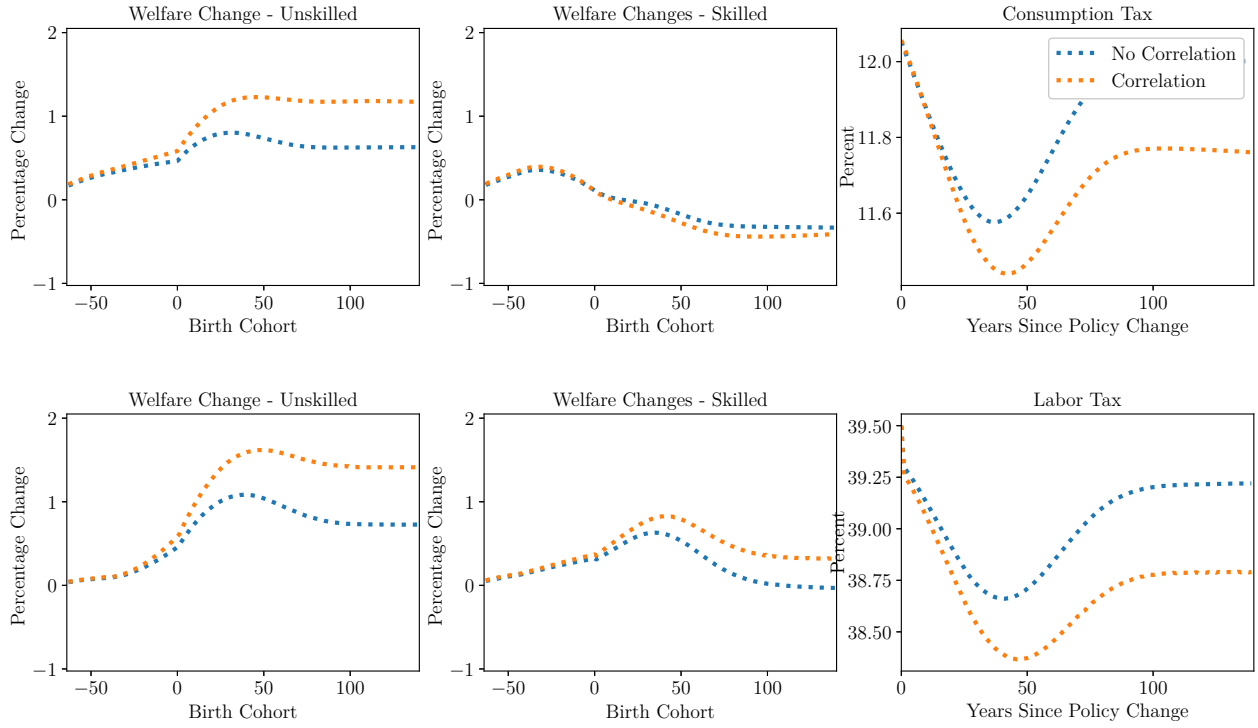 Welfare Change - Unskilled
2
1
0
−1
Percentage Change
−50
0
50
100
Birth Cohort
Welfare Changes - Skilled
2
1
0
−1
Percentage Change
−50
0
50
100
Birth Cohort
Consumption Tax
No Correlation
Correlation
12.0
11.8
11.6
Percent
0
50
100
Years Since Policy Change
Welfare Change - Unskilled
2
1
0
−1
Percentage Change
−50
0
50
100
Birth Cohort
Welfare Changes - Skilled
2
1
0
−1
Percentage Change
−50
0
50
100
Birth Cohort
Labor Tax
39.50
39.25
39.00
38.75
38.50
Percent
0
50
100
Years Since Policy Change